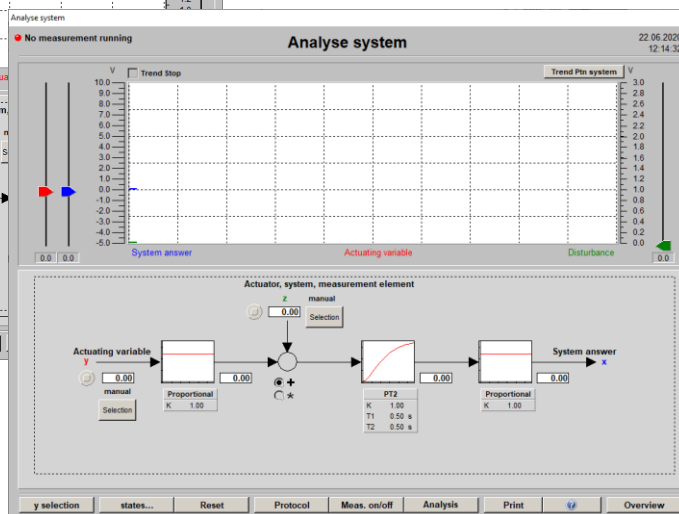 Analyse system
No measurement running
Analyse system
22.06.2020
12:14:32
V
Trend Stop
Trend Ptn system
V
10.0
9.0
8.0
7.0
6.0
5.0
4.0
3.0
2.0
1.0
0.0
-1.0
-2.0
-3.0
-4.0
-5.0
3.0
2.8
2.6
2.4
2.2
2.0
1.8
1.6
1.4
1.2
1.0
0.8
0.6
0.4
0.2
0.0
0.0 0.0
System answer
Actuating variable
Disturbance
0.0
Actuator, system, measurement element
z manual
0.00
Selection
Actuating variable
y
0.00
manual
Selection
Proportional
K 1.00
0.00
+
*
PT2
K 1.00
T1 0.50 s
T2 0.50 s
0.00
Proportional
K 1.00
System answer
x
0.00
y selection
states...
Reset
Protocol
Meas. on/off
Analysis
Print
Overview